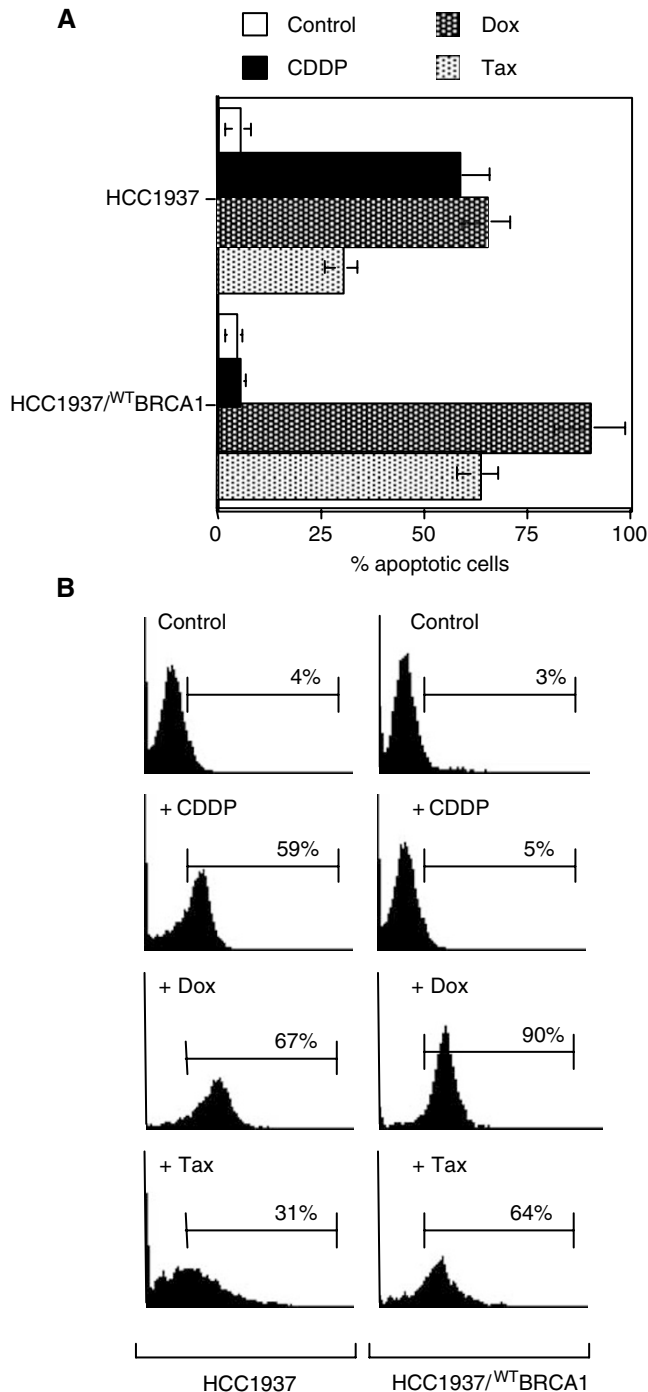 A
Control
Dox
CDDP
Tax
HCC1937
HCC1937/WTBRCA1
0 25 50 75 100
% apoptotic cells
B
Control
4%
Control
3%
+ CDDP
59%
+ CDDP
5%
+ Dox
67%
+ Dox
90%
+ Tax
31%
+ Tax
64%
HCC1937
HCC1937/WTBRCA1